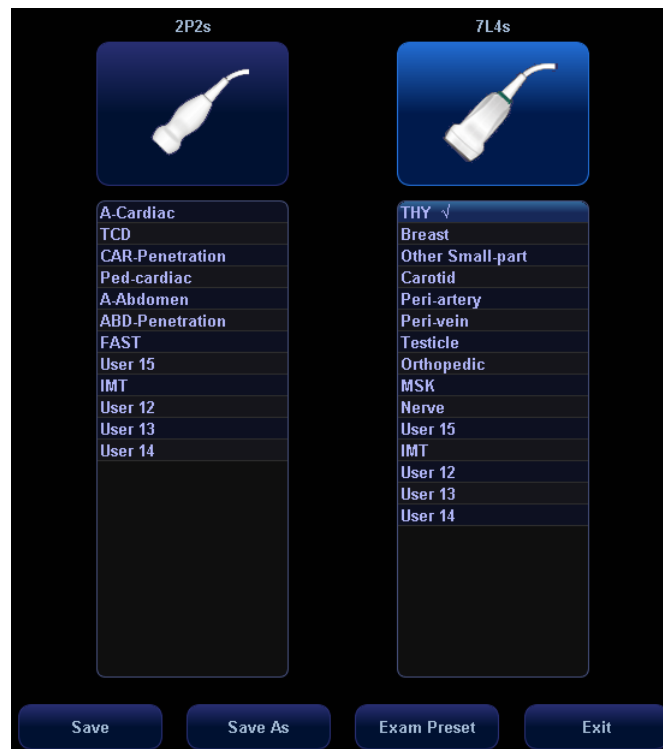 2P2s
7L4s
A-Cardiac
TCD
CAR-Penetration
Ped-cardiac
A-Abdomen
ABD-Penetration
FAST
User 15
IMT
User 12
User 13
User 14
THY √
Breast
Other Small-part
Carotid
Peri-artery
Peri-vein
Testicle
Orthopedic
MSK
Nerve
User 15
IMT
User 12
User 13
User 14
Save
Save As
Exam Preset
Exit